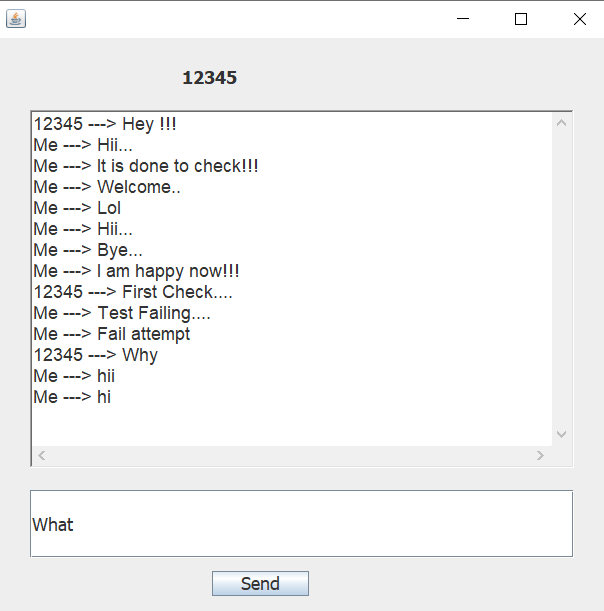 12345
12345 ---> Hey !!!
Me ---> Hii...
Me ---> It is done to check!!!
Me ---> Welcome..
Me ---> Lol
Me ---> Hii...
Me ---> Bye...
Me ---> I am happy now!!!
12345 ---> First Check....
Me ---> Test Failing....
Me ---> Fail attempt
12345 ---> Why
Me ---> hii
Me ---> hi
What
Send